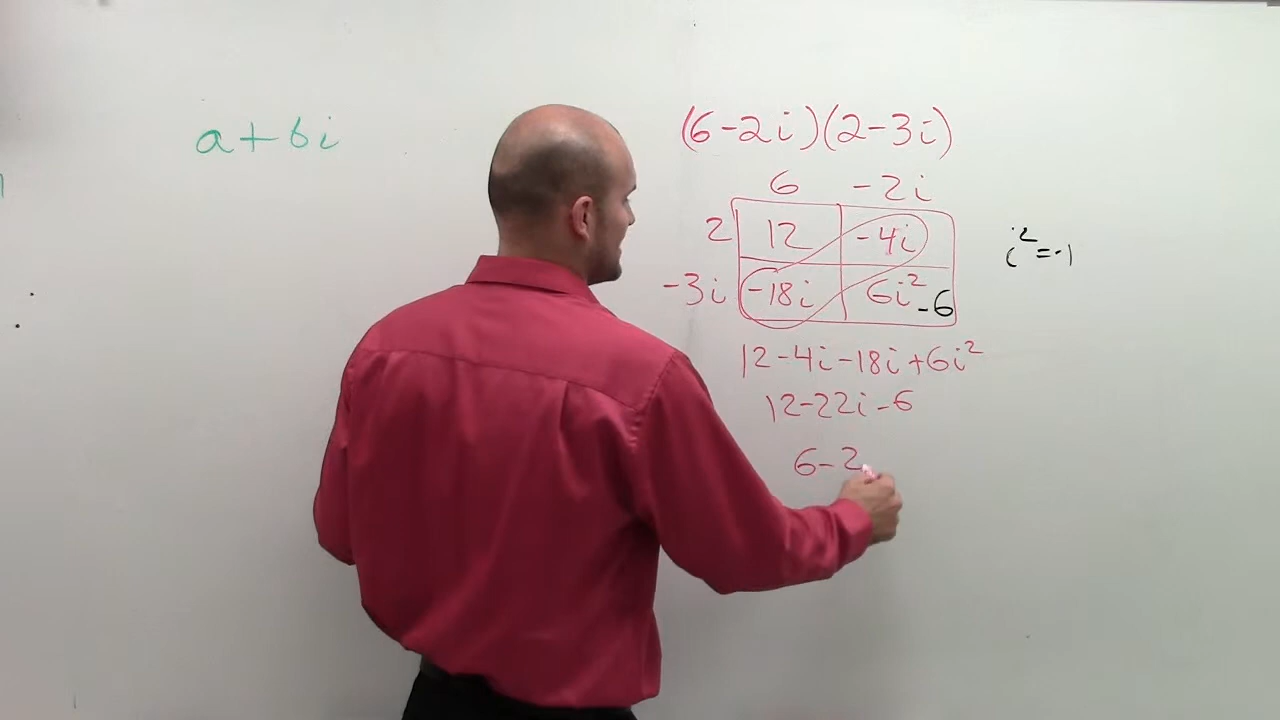 a+bi
(6-2i)(2-3i)
6 -2i
2 12 -4i
i²=-1
-3i -18i 6i² -6
12-4i-18i+6i²
12-22i-6
6-2